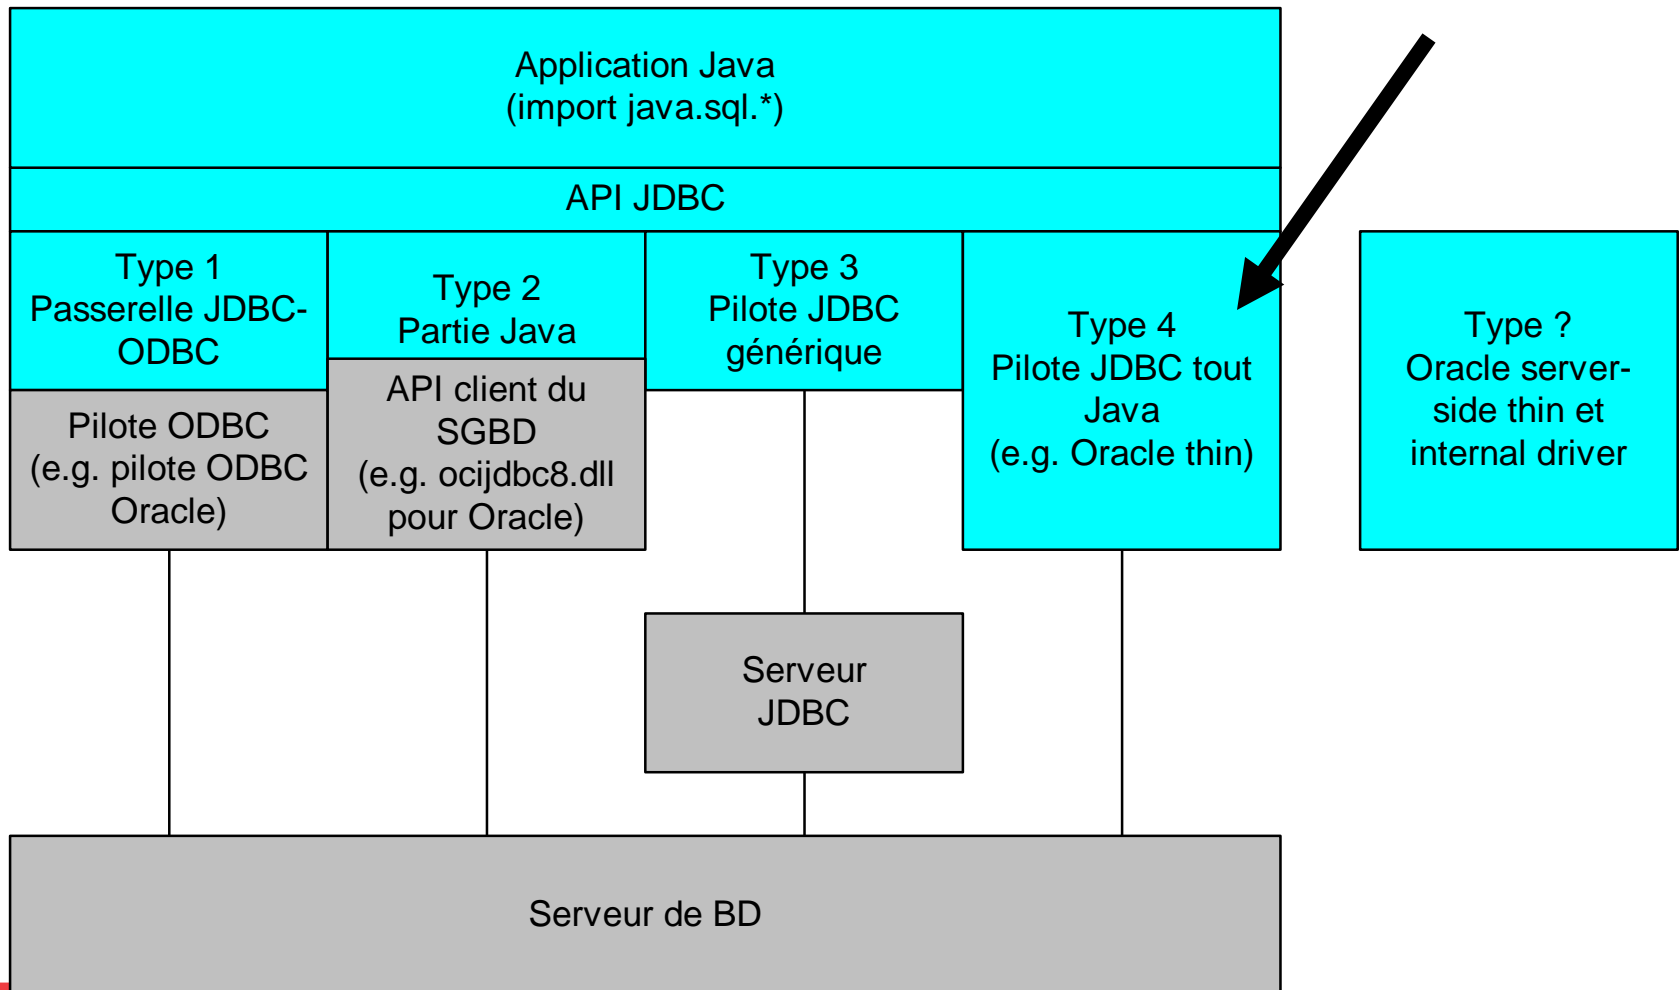 Application Java
(import java.sql.*)
API JDBC
Type 1
Passerelle JDBC-
ODBC
Pilote ODBC
(e.g. pilote ODBC
Oracle)
Type 2
Partie Java
API client du
SGBD
(e.g. ocijdbc8.dll
pour Oracle)
Type 3
Pilote JDBC
générique
Serveur
JDBC
Type 4
Pilote JDBC tout
Java
(e.g. Oracle thin)
Type ?
Oracle server-
side thin et
internal driver
Serveur de BD